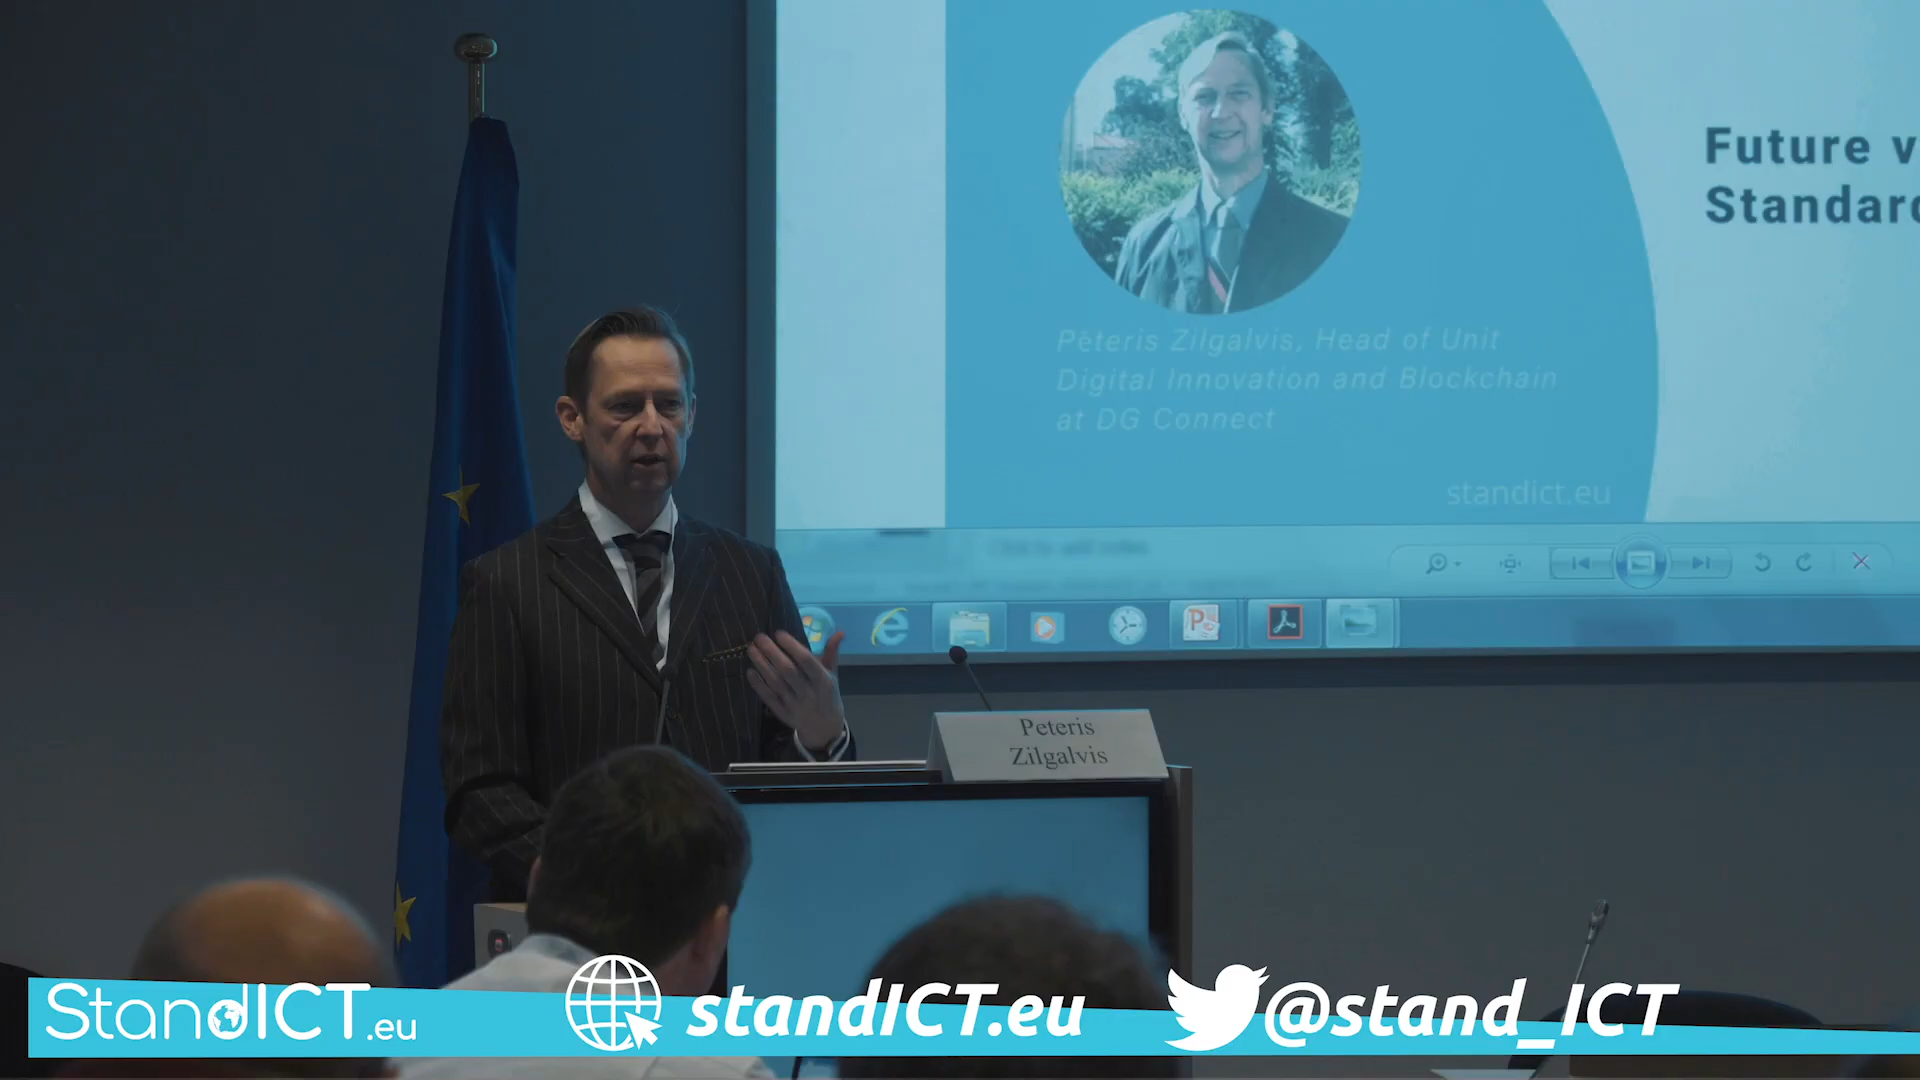 Future v
Standard
Pēteris Zilgalvis, Head of Unit
Digital Innovation and Blockchain
at DG Connect
standict.eu
Peteris
Zilgalvis
StandICT.eu
standICT.eu
@stand_ICT